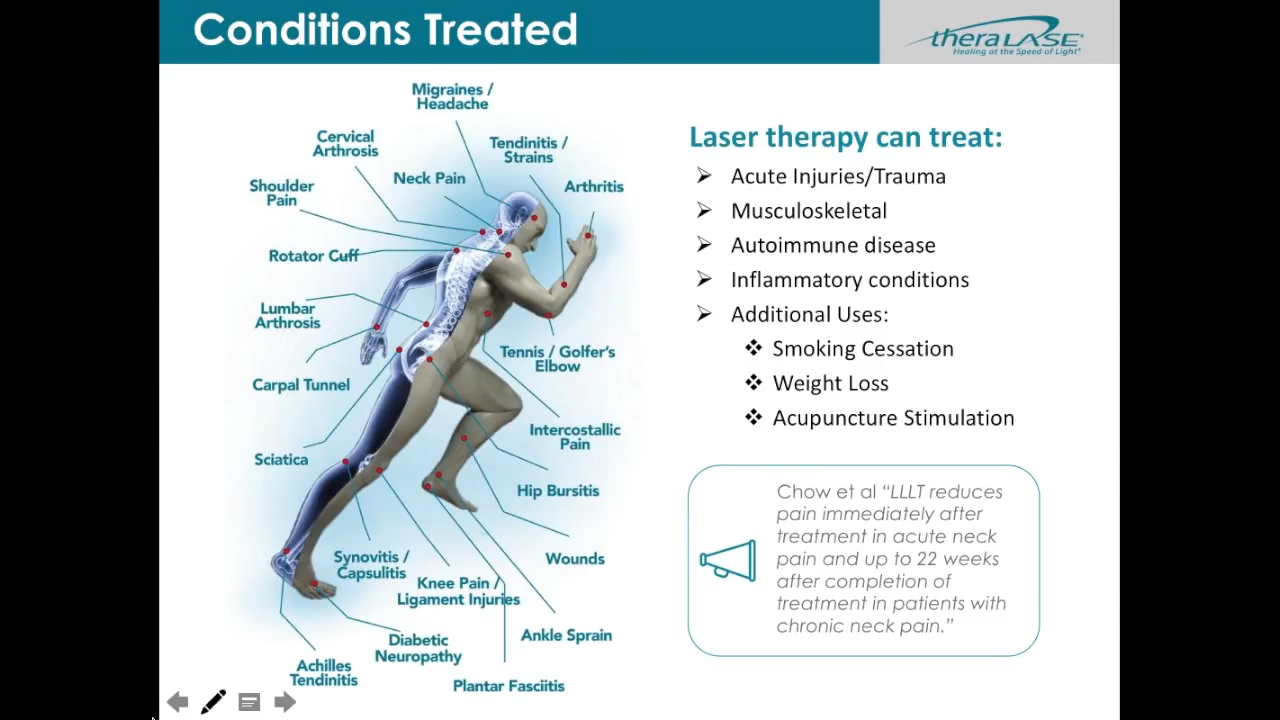 Conditions Treated
theraLASE®
Healing at the Speed of Light®
Migraines /
Headache
Cervical
Arthrosis
Tendinitis /
Strains
Neck Pain
Shoulder
Pain
Arthritis
Rotator Cuff
Lumbar
Arthrosis
Tennis / Golfer's
Elbow
Carpal Tunnel
Intercostallic
Pain
Sciatica
Hip Bursitis
Synovitis /
Capsulitis
Wounds
Knee Pain /
Ligament Injuries
Ankle Sprain
Diabetic
Neuropathy
Achilles
Tendinitis
Plantar Fasciitis
Laser therapy can treat:
Acute Injuries/Trauma
Musculoskeletal
Autoimmune disease
Inflammatory conditions
Additional Uses:
Smoking Cessation
Weight Loss
Acupuncture Stimulation
Chow et al “LLLT reduces
pain immediately after
treatment in acute neck
pain and up to 22 weeks
after completion of
treatment in patients with
chronic neck pain.”